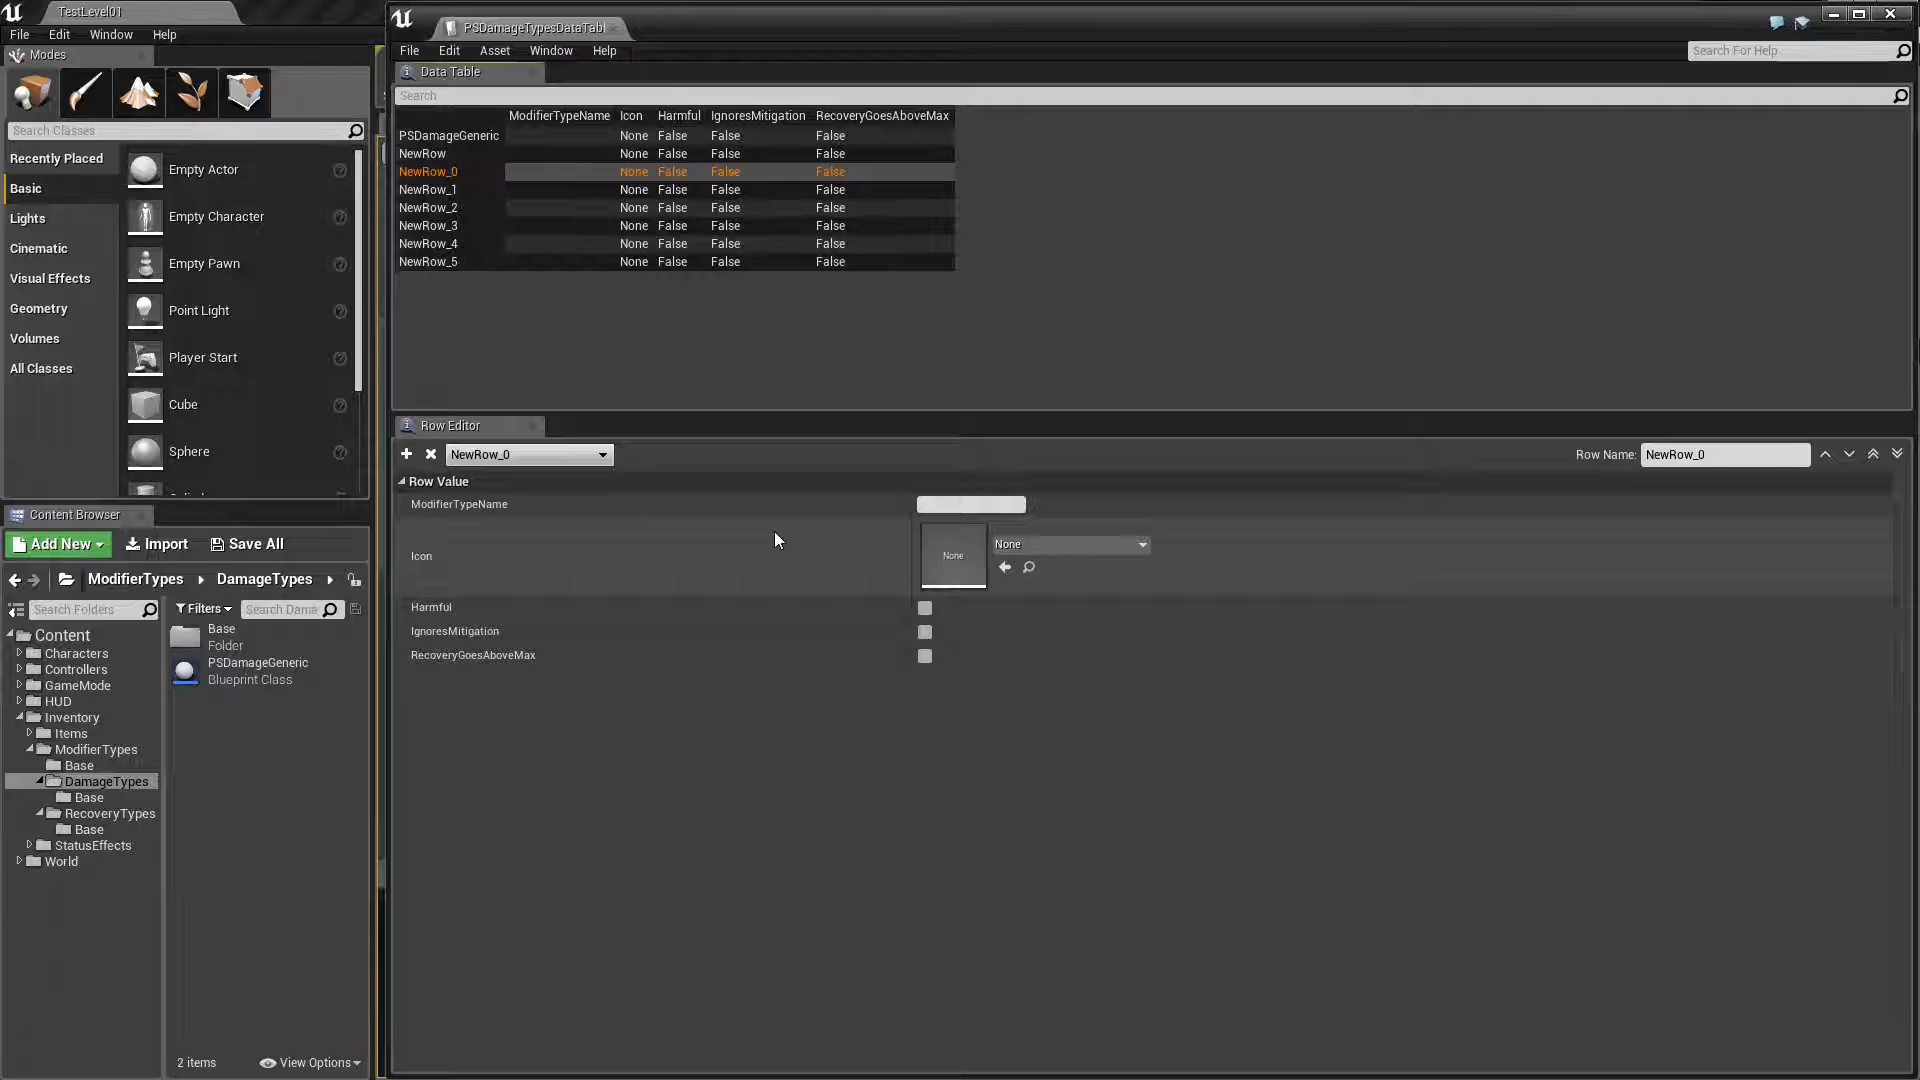 TestLevel01
File Edit Window Help
Modes
Search Classes
Recently Placed
Basic
Lights
Cinematic
Visual Effects
Geometry
Volumes
All Classes
Empty Actor
Empty Character
Empty Pawn
Point Light
Player Start
Cube
Sphere
Content Browser
Add New Import Save All
ModifierTypes DamageTypes
Search Folders
Filters Search Dama
Content
Characters
Controllers
GameMode
HUD
Inventory
Items
ModifierTypes
Base
DamageTypes
Base
RecoveryTypes
Base
StatusEffects
World
Base
Folder
PSDamageGeneric
Blueprint Class
2 items View Options
PSDamageTypesDataTabl
File Edit Asset Window Help
Search For Help
Data Table
Search
ModifierTypeName Icon Harmful IgnoresMitigation RecoveryGoesAboveMax
PSDamageGeneric None False False False
NewRow None False False False
NewRow_0 None False False False
NewRow_1 None False False False
NewRow_2 None False False False
NewRow_3 None False False False
NewRow_4 None False False False
NewRow_5 None False False False
Row Editor
NewRow_0 Row Name: NewRow_0
Row Value
ModifierTypeName
Icon None None
Harmful
IgnoresMitigation
RecoveryGoesAboveMax